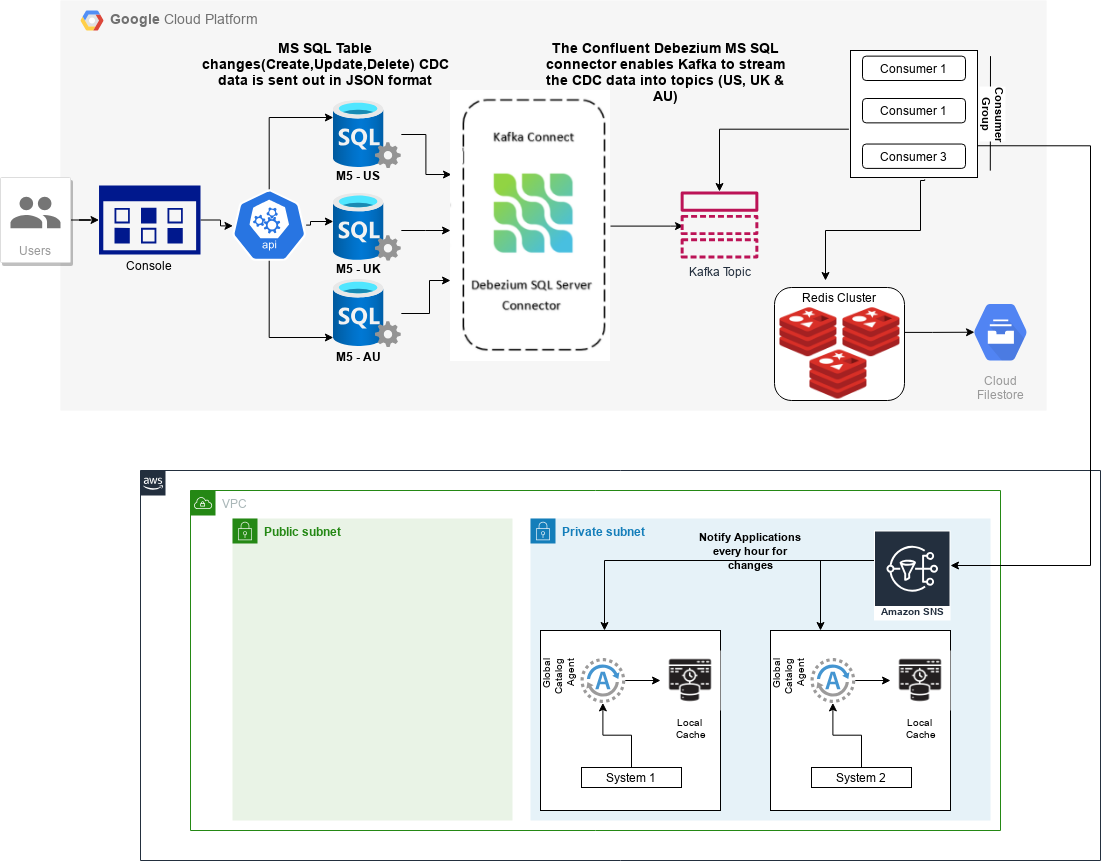 Google Cloud Platform
MS SQL Table
changes(Create,Update,Delete) CDC
data is sent out in JSON format
The Confluent Debezium MS SQL
connector enables Kafka to stream
the CDC data into topics (US, UK &
AU)
Users
Console
api
SQL
M5 - US
SQL
M5 - UK
SQL
M5 - AU
Kafka Connect
Debezium SQL Server
Connector
Kafka Topic
Consumer 1
Consumer 1
Consumer 3
Consumer
Group
Redis Cluster
Cloud
Filestore
aws
VPC
Public subnet
Private subnet
Notify Applications
every hour for
changes
Amazon SNS
Global
Catalog
Agent
A
Local
Cache
System 1
Global
Catalog
Agent
A
Local
Cache
System 2